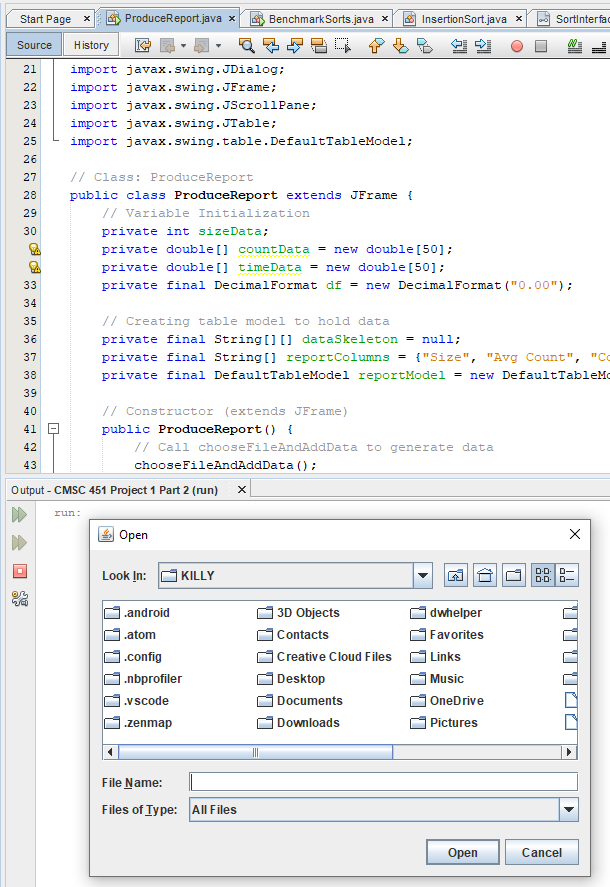 Start Page ProduceReport.java BenchmarkSorts.java InsertionSort.java SortInterfac
Source History
21 import javax.swing.JDialog;
22 import javax.swing.JFrame;
23 import javax.swing.JScrollPane;
24 import javax.swing.JTable;
25 import javax.swing.table.DefaultTableModel;
26
27 // Class: ProduceReport
28 public class ProduceReport extends JFrame {
29 // Variable Initialization
30 private int sizeData;
private double[] countData = new double[50];
private double[] timeData = new double[50];
33 private final DecimalFormat df = new DecimalFormat("0.00");
34
35 // Creating table model to hold data
36 private final String[][] dataSkeleton = null;
37 private final String[] reportColumns = {"Size", "Avg Count", "Co
38 private final DefaultTableModel reportModel = new DefaultTableMo
39
40 // Constructor (extends JFrame)
41 public ProduceReport() {
42 // Call chooseFileAndAddData to generate data
43 chooseFileAndAddData();
Output - CMSC 451 Project 1 Part 2 (run)
run:
Open
Look In: KILLY
.android 3D Objects dwhelper
.atom Contacts Favorites
.config Creative Cloud Files Links
.nbprofiler Desktop Music
.vscode Documents OneDrive
.zenmap Downloads Pictures
File Name:
Files of Type: All Files
Open Cancel